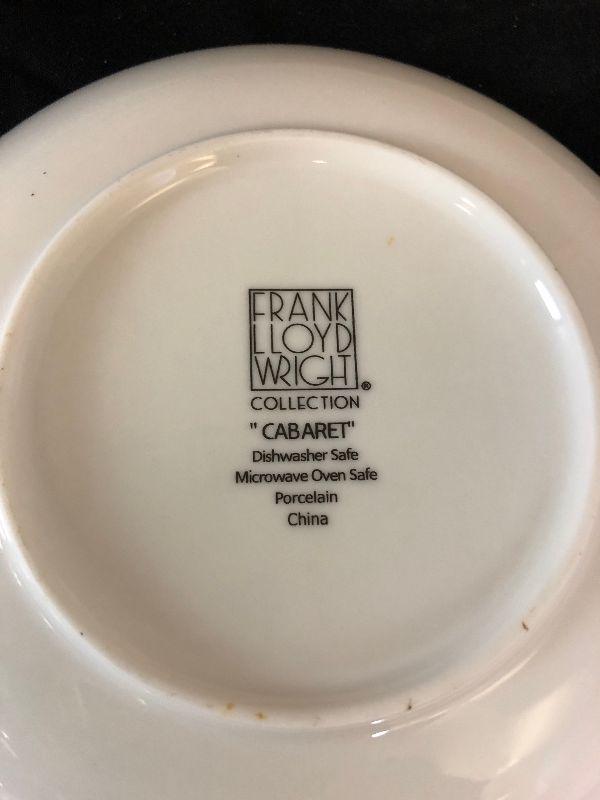 FRANK
LLOYD
WRIGHT®
COLLECTION
"CABARET"
Dishwasher Safe
Microwave Oven Safe
Porcelain
China